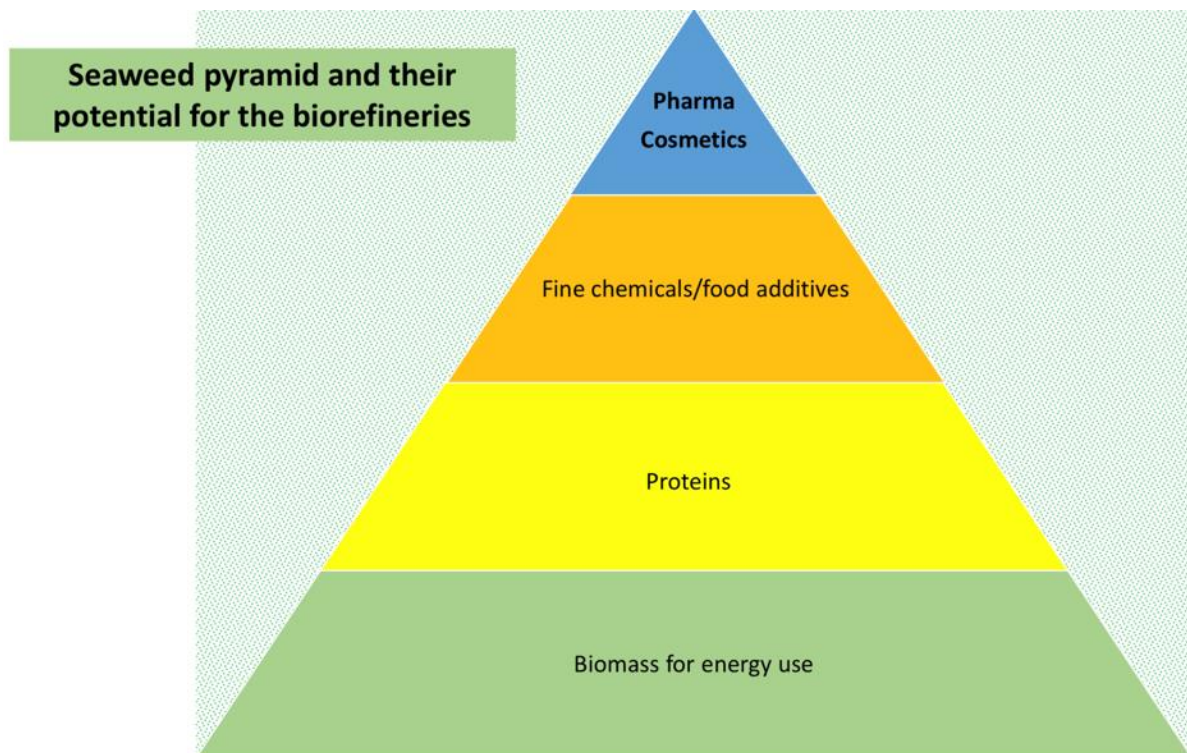 Seaweed pyramid and their
potential for the biorefineries
Pharma
Cosmetics
Fine chemicals/food additives
Proteins
Biomass for energy use